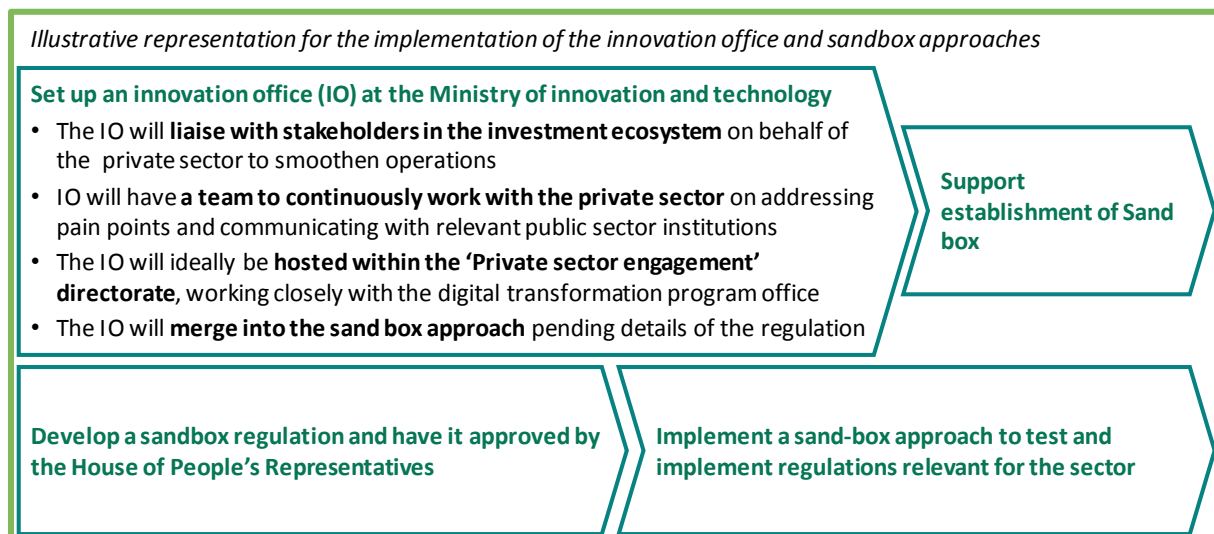 Illustrative representation for the implementation of the innovation office and sandbox approaches
Set up an innovation office (IO) at the Ministry of innovation and technology
• The IO will liaise with stakeholders in the investment ecosystem on behalf of
the private sector to smoothen operations
• IO will have a team to continuously work with the private sector on addressing
pain points and communicating with relevant public sector institutions
• The IO will ideally be hosted within the ‘Private sector engagement’
directorate, working closely with the digital transformation program office
• The IO will merge into the sand box approach pending details of the regulation
Support
establishment of Sand
box
Develop a sandbox regulation and have it approved by
the House of People’s Representatives
Implement a sand-box approach to test and
implement regulations relevant for the sector